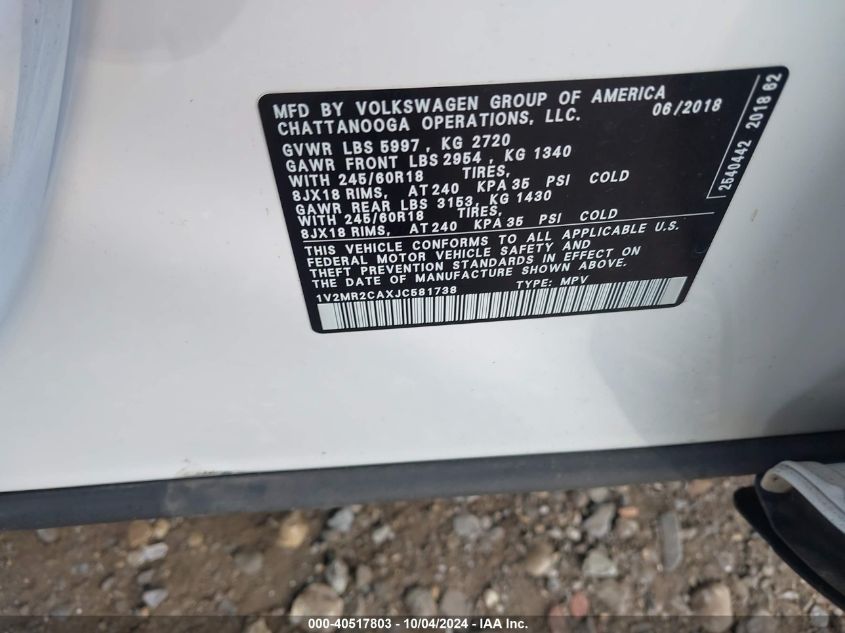 MFD BY VOLKSWAGEN GROUP OF AMERICA
CHATTANOOGA OPERATIONS, LLC. 06/2018
GVWR LBS 5997 , KG 2720
GAWR FRONT LBS 2954 , KG 1340
WITH 245/60R18 TIRES,
8JX18 RIMS, AT 240 KPA 35 PSI COLD
GAWR REAR LBS 3153, KG 1430
WITH 245/60R18 TIRES,
8JX18 RIMS, AT 240 KPA 35 PSI COLD
THIS VEHICLE CONFORMS TO ALL APPLICABLE U.S.
FEDERAL MOTOR VEHICLE SAFETY AND
THEFT PREVENTION STANDARDS IN EFFECT ON
THE DATE OF MANUFACTURE SHOWN ABOVE.
1V2MR2CAXJC581738 TYPE: MPV
2540442 2018 62
000-40517803 - 10/04/2024 - IAA Inc.